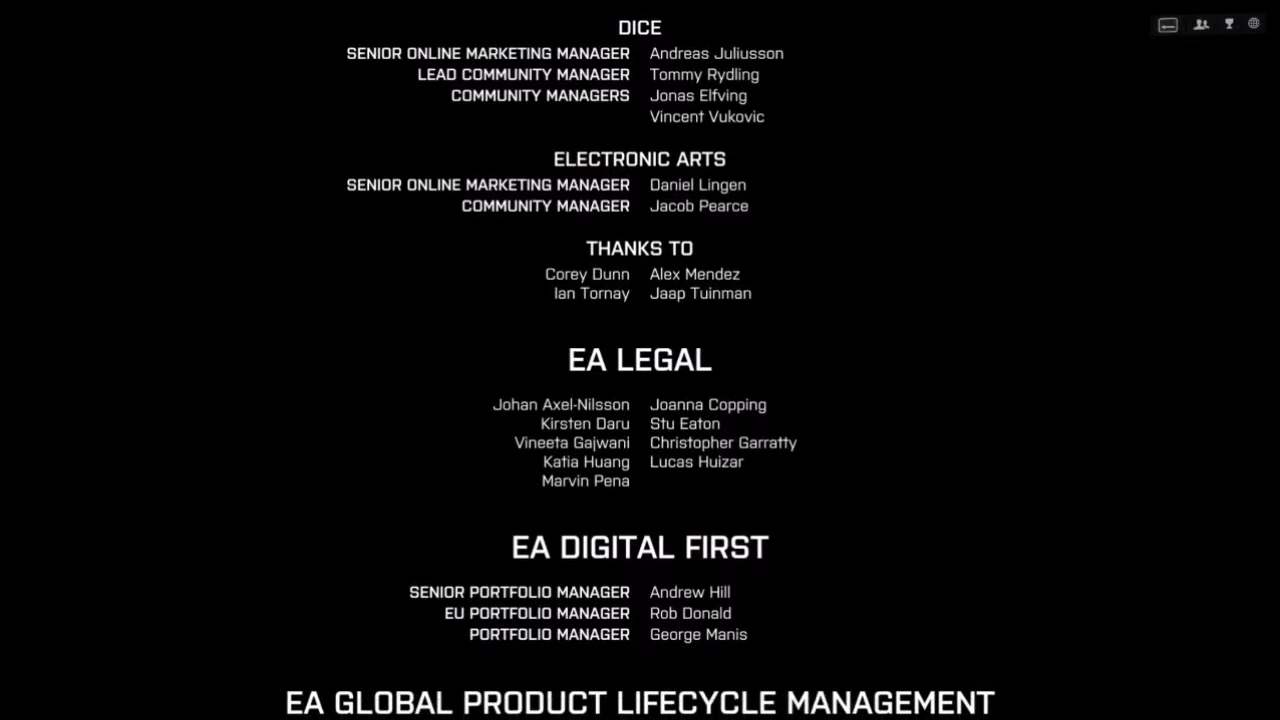 DICE
SENIOR ONLINE MARKETING MANAGER Andreas Juliusson
LEAD COMMUNITY MANAGER Tommy Rydling
COMMUNITY MANAGERS Jonas Elfving
Vincent Vukovic
ELECTRONIC ARTS
SENIOR ONLINE MARKETING MANAGER Daniel Lingen
COMMUNITY MANAGER Jacob Pearce
THANKS TO
Corey Dunn Alex Mendez
Ian Tornay Jaap Tuinman
EA LEGAL
Johan Axel-Nilsson Joanna Copping
Kirsten Daru Stu Eaton
Vineeta Gajwani Christopher Garratty
Katia Huang Lucas Huizar
Marvin Pena
EA DIGITAL FIRST
SENIOR PORTFOLIO MANAGER Andrew Hill
EU PORTFOLIO MANAGER Rob Donald
PORTFOLIO MANAGER George Manis
EA GLOBAL PRODUCT LIFECYCLE MANAGEMENT